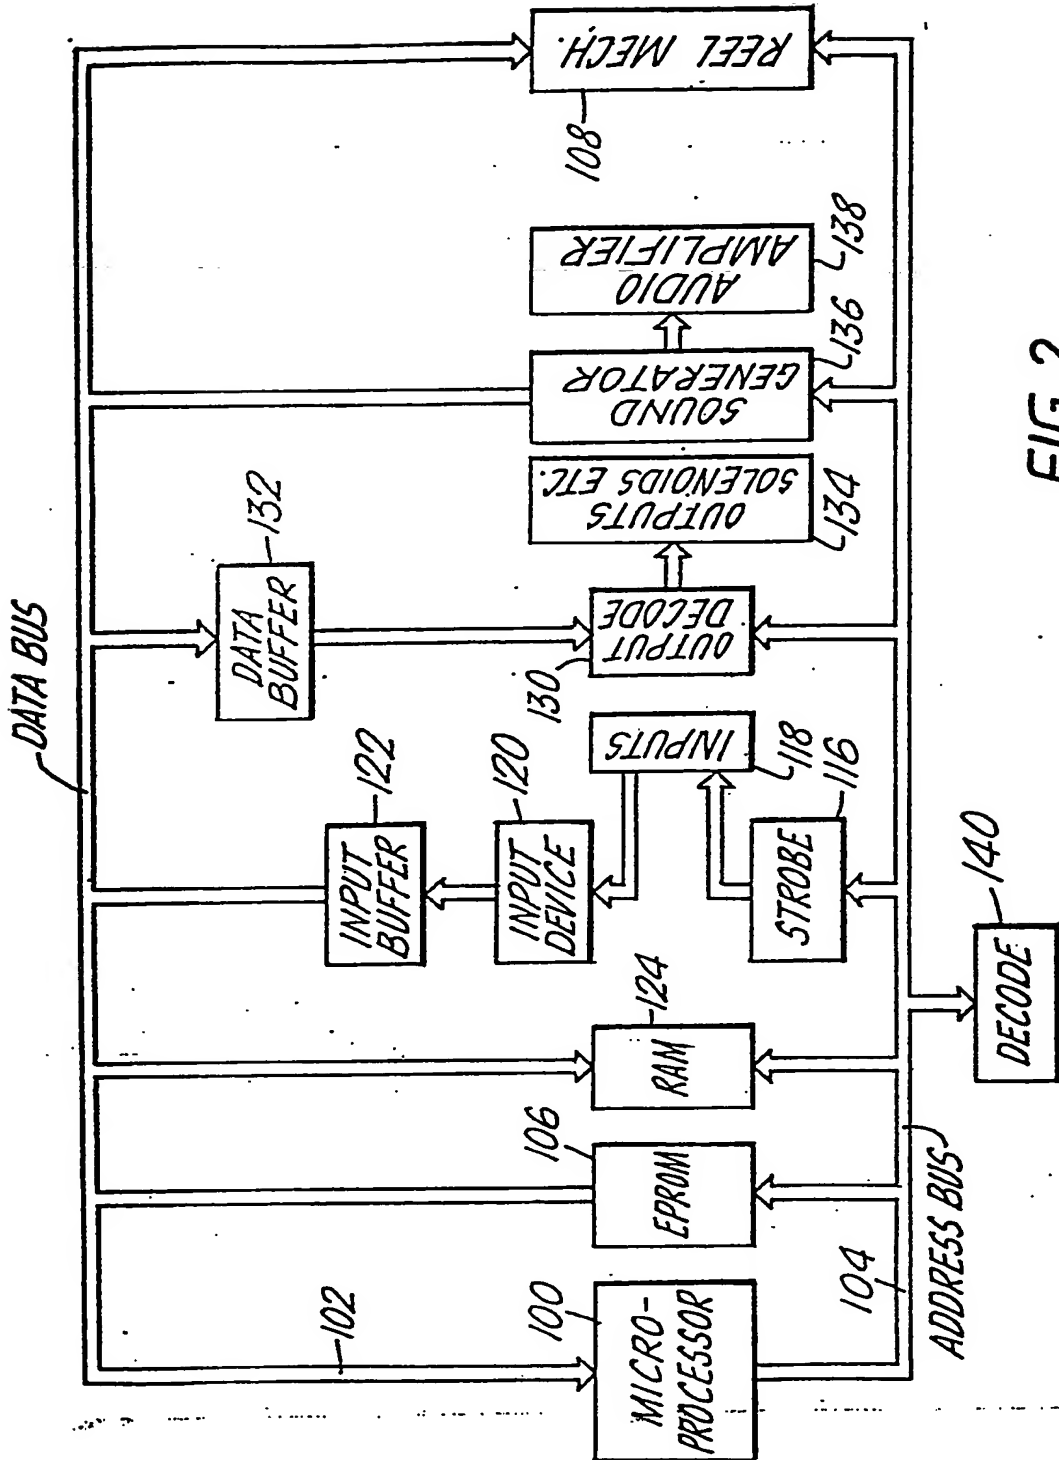 DATA BUS
102
100
MICRO-
PROCESSOR
106
EPROM
124
RAM
122
INPUT
BUFFER
120
INPUT
DEVICE
INPUTS
118
STROBE
116
132
DATA
BUFFER
130
OUTPUT
DECODE
OUTPUTS
SOLENOIDS ETC.
134
SOUND
GENERATOR
136
AUDIO
AMPLIFIER
138
REEL MECH.
108
104
ADDRESS BUS
DECODE
140
FIG. 2